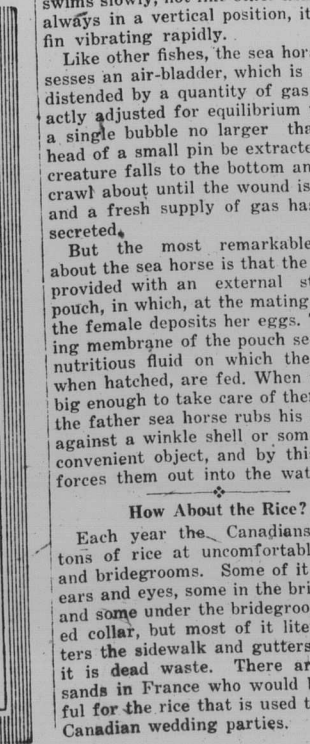 swims slowly, not like other
always in a vertical position, it
fin vibrating rapidly.
Like other fishes, the sea hor
sesses an air-bladder, which is
distended by a quantity of gas
actly adjusted for equilibrium
a single bubble no larger tha
head of a small pin be extracte
creature falls to the bottom an
crawl about until the wound is
and a fresh supply of gas ha
secreted.
But the most remarkable
about the sea horse is that the
provided with an external s
pouch, in which, at the mating
the female deposits her eggs.
ing membrane of the pouch se
nutritious fluid on which the
when hatched, are fed. When
big enough to take care of the
the father sea horse rubs his
against a winkle shell or som
convenient object, and by thi
forces them out into the wat
How About the Rice?
Each year the Canadians
tons of rice at uncomfortabl
and bridegrooms. Some of it
ears and eyes, some in the bri
and some under the bridegroo
ed collar, but most of it lite
ters the sidewalk and gutters
it is dead waste. There ar
sands in France who would b
ful for the rice that is used t
Canadian wedding parties.